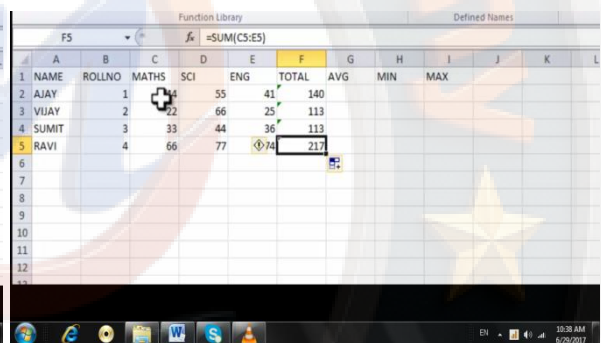 Function Library Defined Names
F5 fx =SUM(C5:E5)
A B C D E F G H I J K L
1 NAME ROLLNO MATHS SCI ENG TOTAL AVG MIN MAX
2 AJAY 1 44 55 41 140
3 VIJAY 2 22 66 25 113
4 SUMIT 3 33 44 36 113
5 RAVI 4 66 77 74 217
6
7
8
9
10
11
12
EN 10:38 AM
6/29/2017